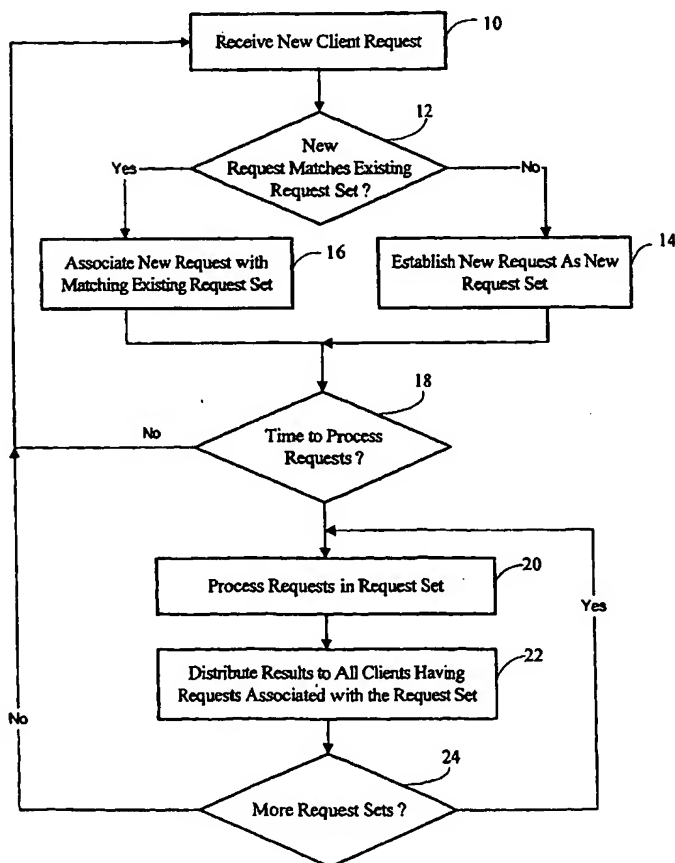 Receive New Client Request
10
12
New
Request Matches Existing
Request Set ?
Yes
No
Associate New Request with
Matching Existing Request Set
16
Establish New Request As New
Request Set
14
18
Time to Process
Requests ?
No
Process Requests in Request Set
20
Yes
Distribute Results to All Clients Having
Requests Associated with the Request Set
22
No
24
More Request Sets ?